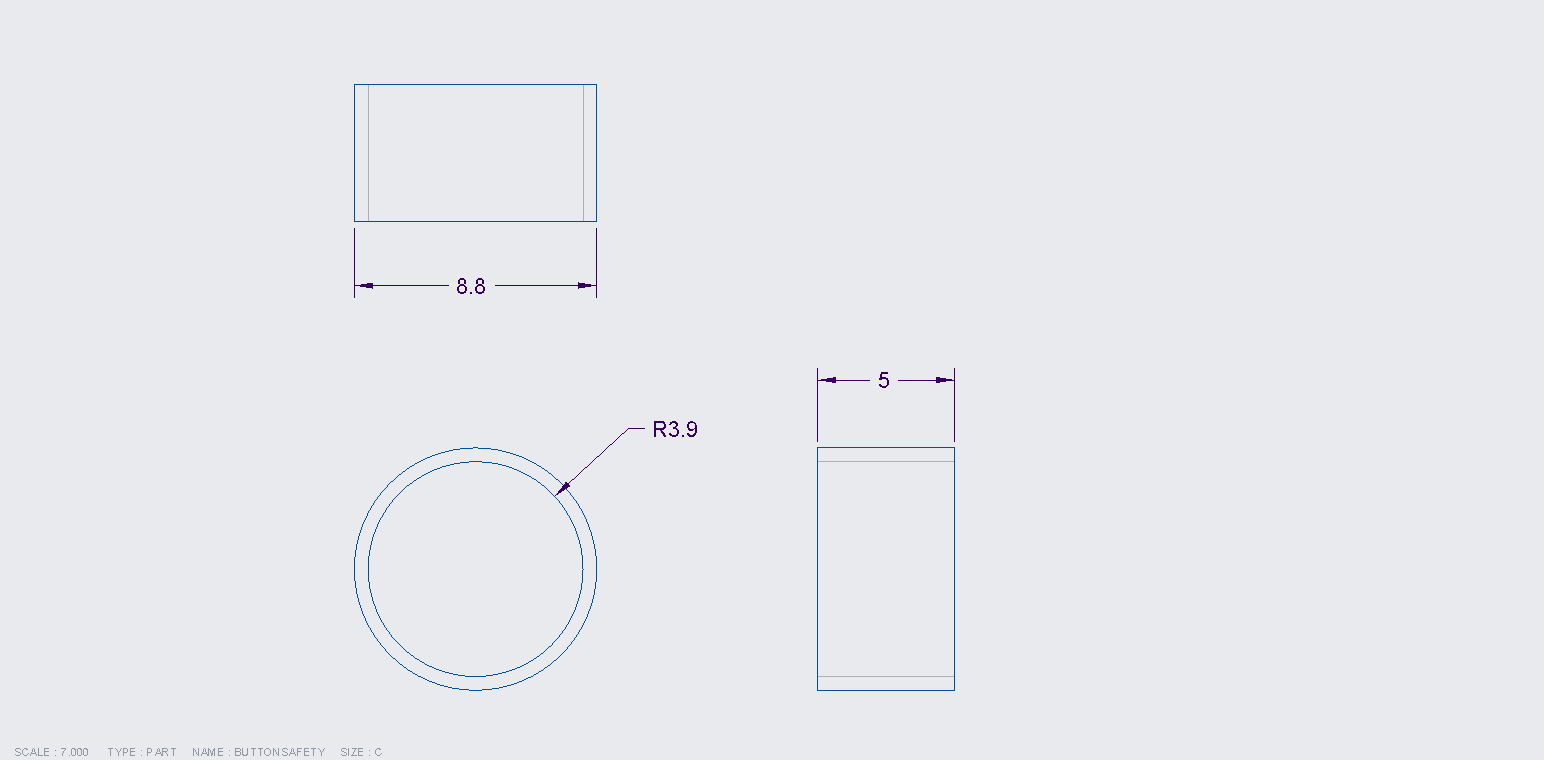 8.8
5
R3.9
SCALE : 7.000 TYPE : PART NAME : BUTTONSAFETY SIZE : C